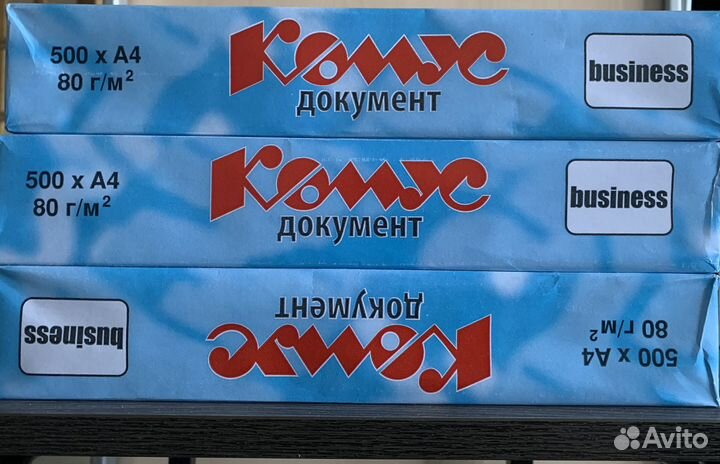 500 x A4
80 г/м²
Комус
документ
business
500 x A4
80 г/м²
Комус
документ
business
500 x A4
80 г/м²
Комус
документ
business
Avito